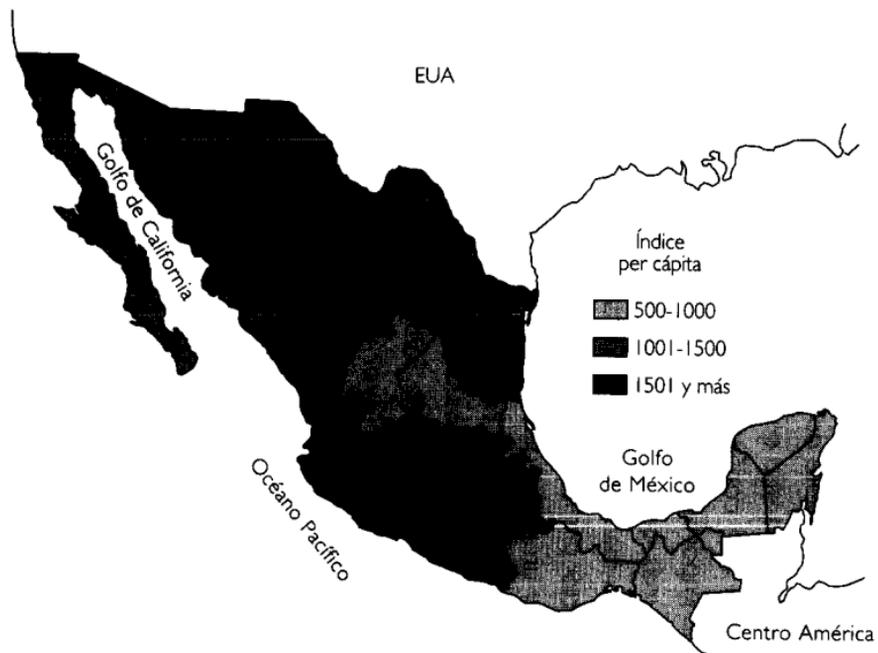 EUA
Golfo de California
Índice
per cápita
500-1000
1001-1500
1501 y más
Golfo
de México
Océano Pacífico
Centro América